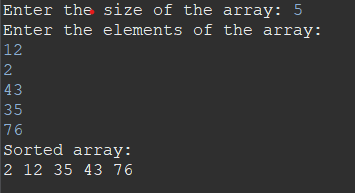 Enter the size of the array: 5
Enter the elements of the array:
12
2
43
35
76
Sorted array:
2 12 35 43 76